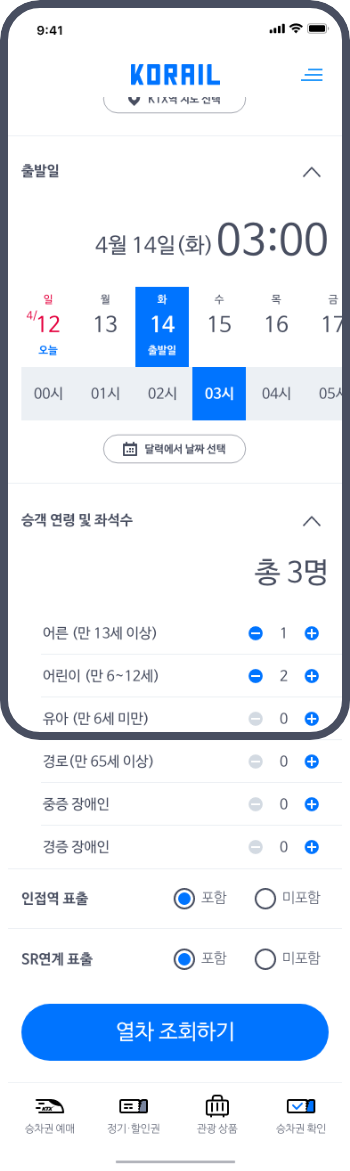 9:41
KORAIL
KTX역 지도 선택
출발일
4월 14일(화) 03:00
일 월 화 수 목 금
4/12 13 14 15 16 17
오늘 출발일
00시 01시 02시 03시 04시 05시
달력에서 날짜 선택
승객 연령 및 좌석수
총 3명
어른 (만 13세 이상) 1
어린이 (만 6~12세) 2
유아 (만 6세 미만) 0
경로(만 65세 이상) 0
중증 장애인 0
경증 장애인 0
인접역 표출 포함 미포함
SR연계 표출 포함 미포함
열차 조회하기
KTX
승차권 예매 정기·할인권 관광 상품 승차권 확인